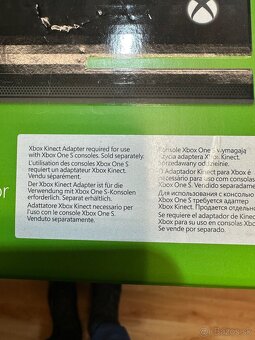 Xbox Kinect Adapter required for use
with Xbox One S consoles. Sold separately.
L'utilisation des consoles Xbox One S
requiert un adaptateur Xbox Kinect.
Vendu séparément.
Der Xbox Kinect Adapter ist für die
Verwendung mit Xbox One S-Konsolen
erforderlich. Separat erhältlich.
Adattatore Xbox Kinect necessario per
l'uso con le console Xbox One S.
Venduto separatamente.
or
Console Xbox One S wymagają
użycia adaptera Xbox Kinect.
Sprzedawany oddzielnie.
O Adaptador Kinect para Xbox é
necessário para uso com consolas
Xbox One S. Vendido separadamente
Для использования с консолью Xbox
One S требуется адаптер
Xbox Kinect. Продается отдельно
Se requiere el adaptador de Kinect
Xbox para su uso en consolas Xbox
One S. Se vende por separado
bazos.sk